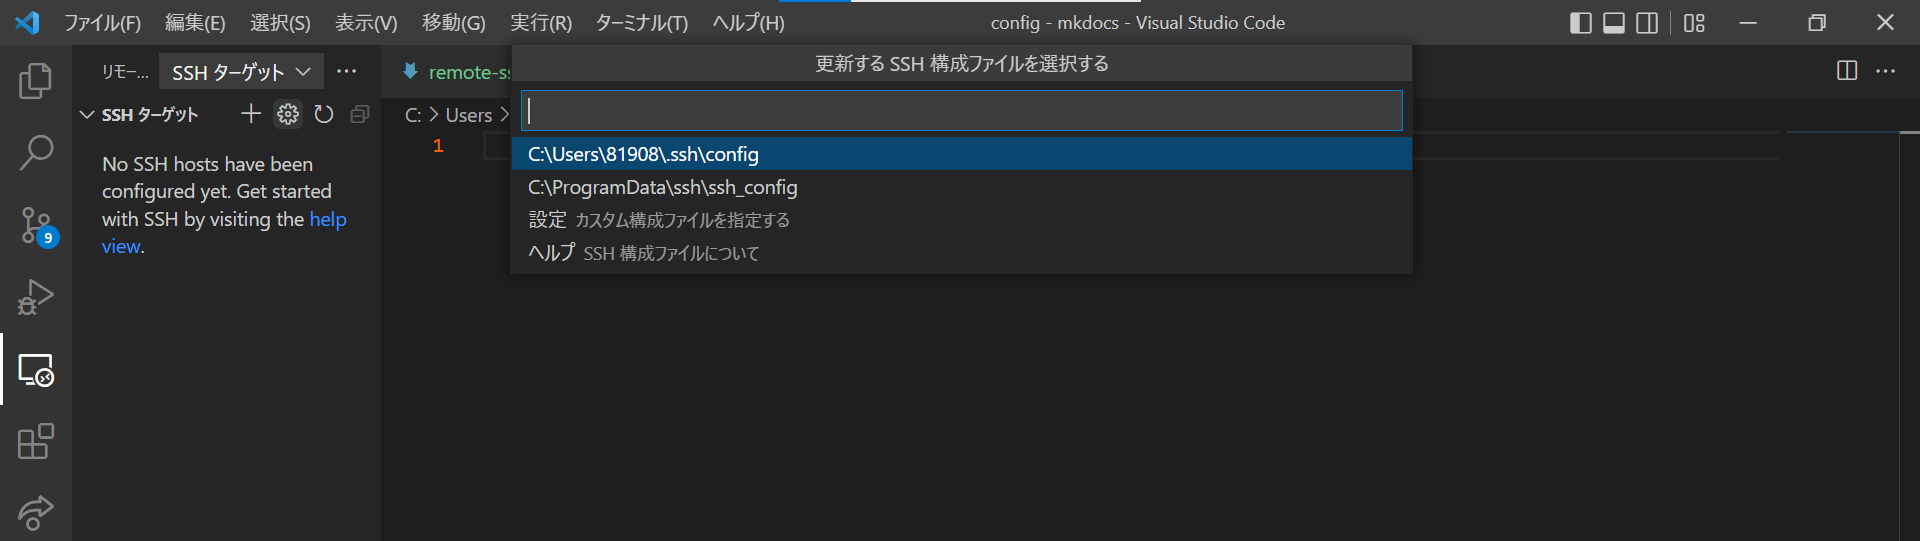 ファイル(F) 編集(E) 選択(S) 表示(V) 移動(G) 実行(R) ターミナル(T) ヘルプ(H) config - mkdocs - Visual Studio Code
リモー... SSH ターゲット
SSH ターゲット
No SSH hosts have been
configured yet. Get started
with SSH by visiting the help
view.
9
remote-ss
C: > Users >
1
更新する SSH 構成ファイルを選択する
C:\Users\81908\.ssh\config
C:\ProgramData\ssh\ssh_config
設定 カスタム構成ファイルを指定する
ヘルプ SSH 構成ファイルについて